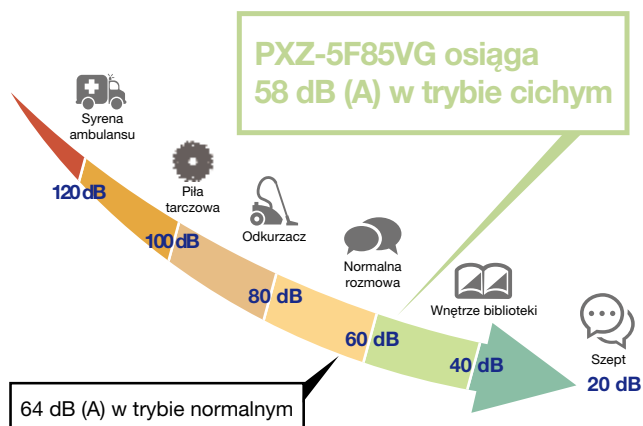 PXZ-5F85VG osiąga
58 dB (A) w trybie cichym
Syrena
ambulansu
120 dB
Piła
tarczowa
100 dB
Odkurzacz
80 dB
Normalna
rozmowa
60 dB
Wnętrze biblioteki
40 dB
Szept
20 dB
64 dB (A) w trybie normalnym